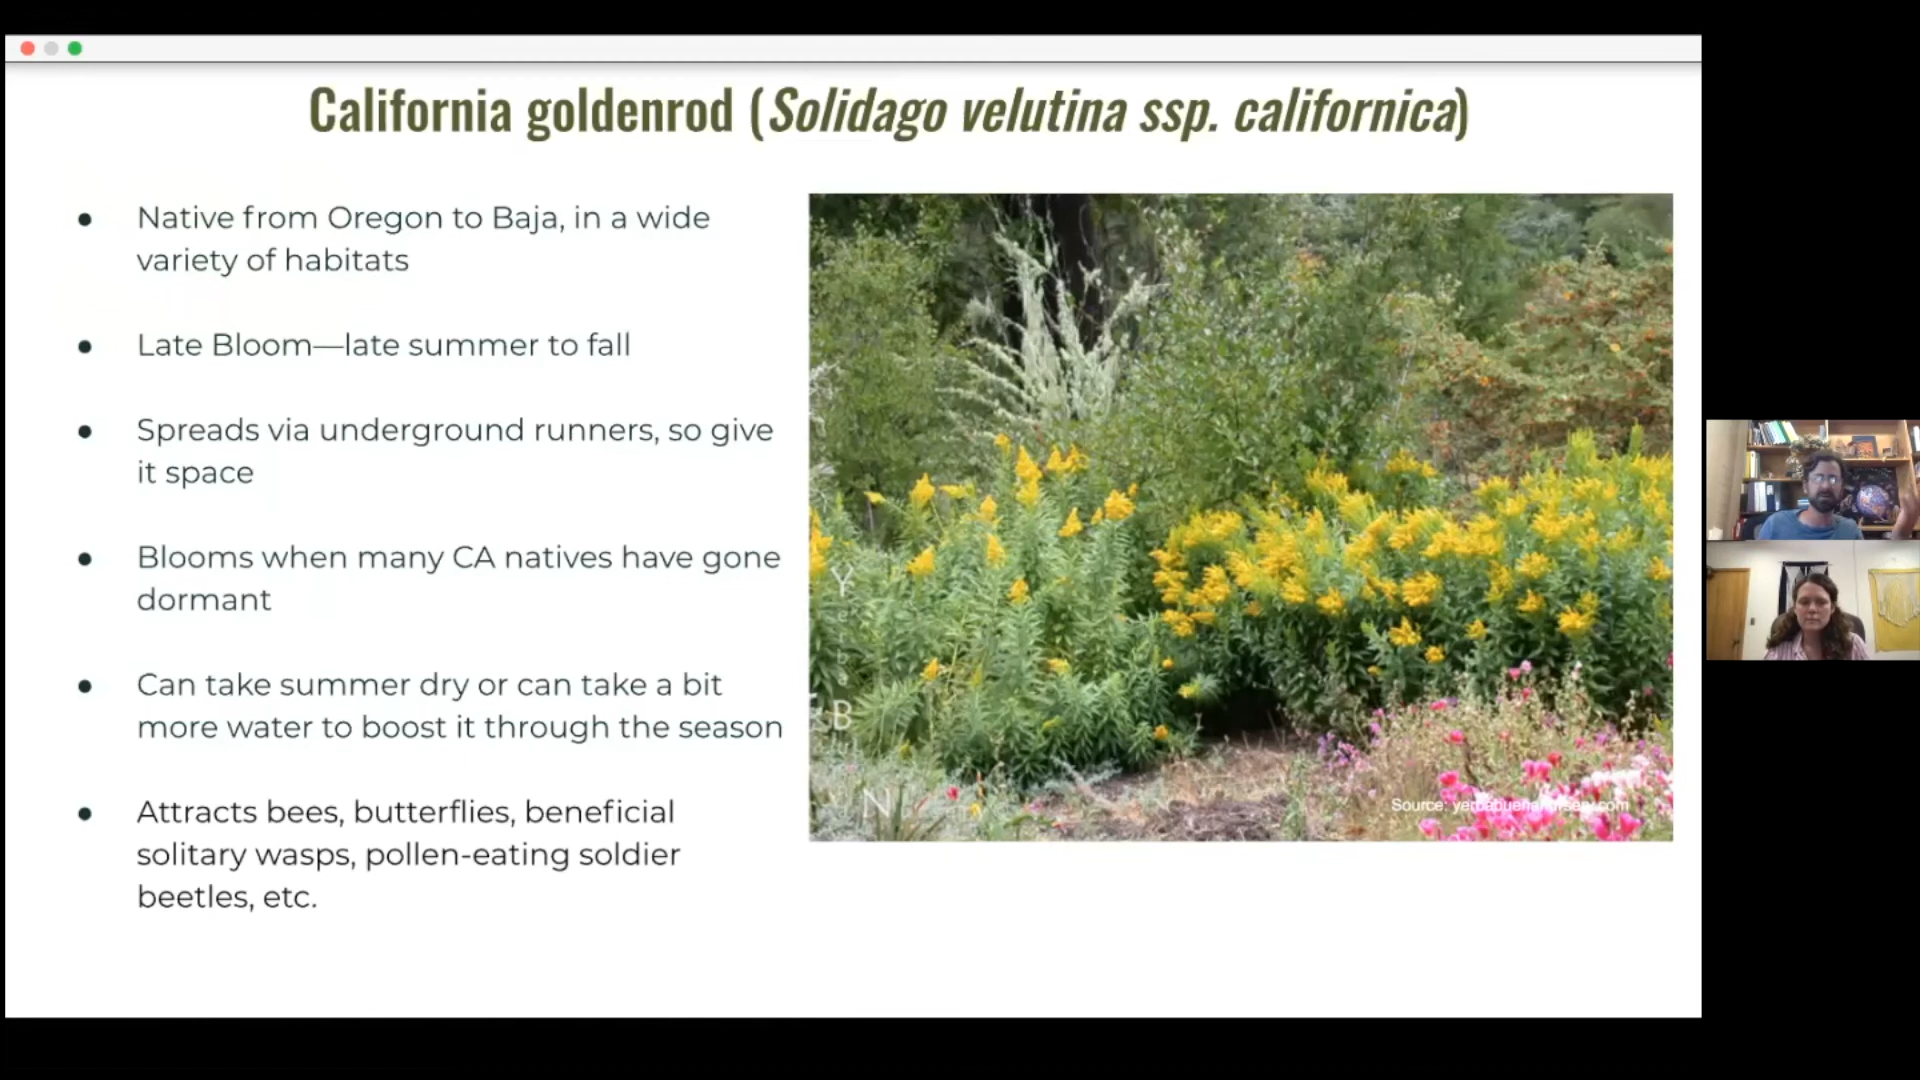 California goldenrod (Solidago velutina ssp. californica)
● Native from Oregon to Baja, in a wide
variety of habitats
● Late Bloom—late summer to fall
● Spreads via underground runners, so give
it space
● Blooms when many CA natives have gone
dormant
● Can take summer dry or can take a bit
more water to boost it through the season
● Attracts bees, butterflies, beneficial
solitary wasps, pollen-eating soldier
beetles, etc.
Y
B
N
Source: yerbabuenanursery.com